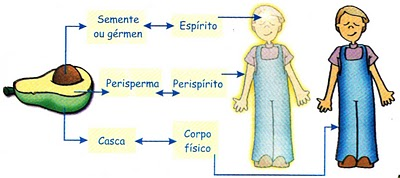 Semente
ou gérmen
Espírito
Perisperma
Perispírito
Casca
Corpo
físico